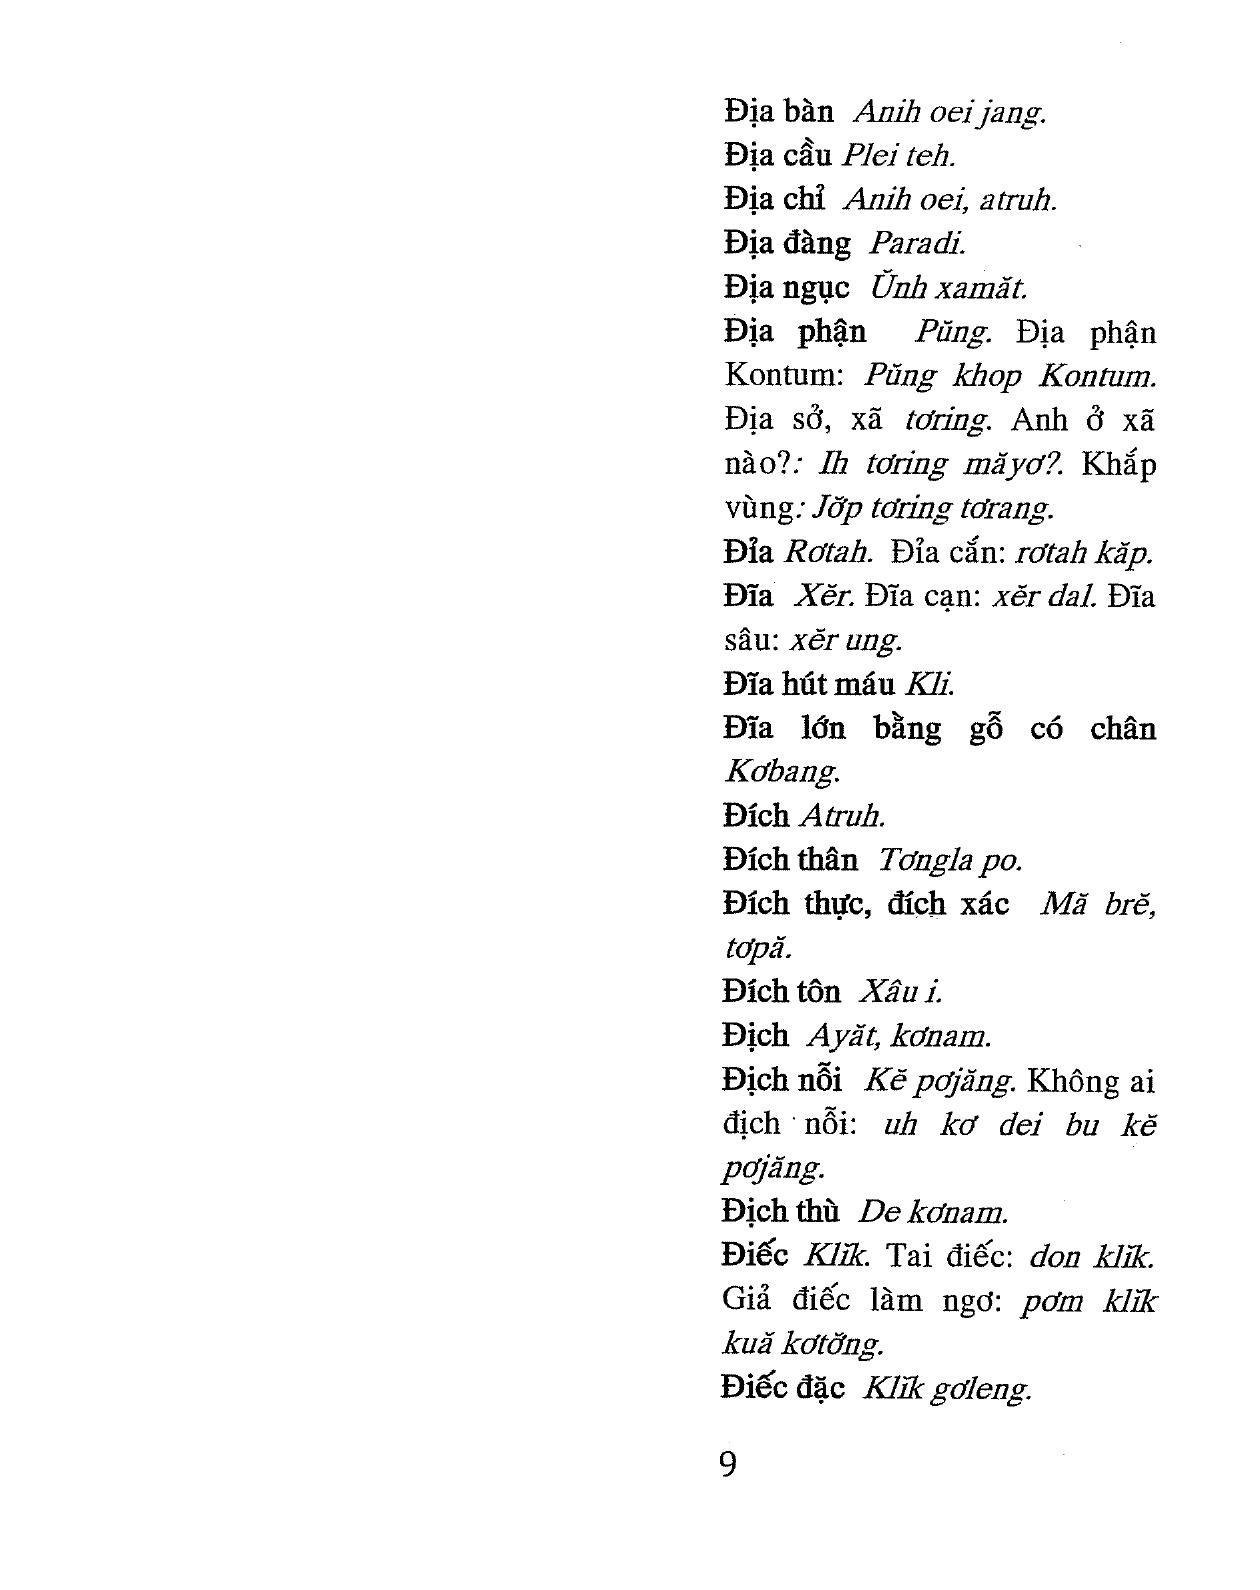 Địa bàn Anih oei jang.
Địa cầu Plei teh.
Địa chỉ Anih oei, atruh.
Địa đàng Paradi.
Địa ngục Ŭnh xamăt.
Địa phận Pŭng. Địa phận
Kontum: Pŭng khop Kontum.
Địa sở, xã tơring. Anh ở xã
nào?: Ih tơring măyơ?. Khắp
vùng: Jơ̆p tơring tơrang.
Đỉa Rơtah. Đỉa cắn: rơtah kăp.
Đĩa Xĕr. Đĩa cạn: xĕr dal. Đĩa
sâu: xĕr ung.
Đĩa hút máu Kli.
Đĩa lớn bằng gỗ có chân
Kơbang.
Đích Atruh.
Đích thân Tơngla po.
Đích thực, đích xác Mă brĕ,
tơpă.
Đích tôn Xâu i.
Địch Ayăt, kơnam.
Địch nỗi Kĕ pơjăng. Không ai
địch nỗi: uh kơ dei bu kĕ
pơjăng.
Địch thù De kơnam.
Điếc Klĭk. Tai điếc: don klĭk.
Giả điếc làm ngơ: pơm klĭk
kuă kơtơ̆ng.
Điếc đặc Klĭk gơleng.
9